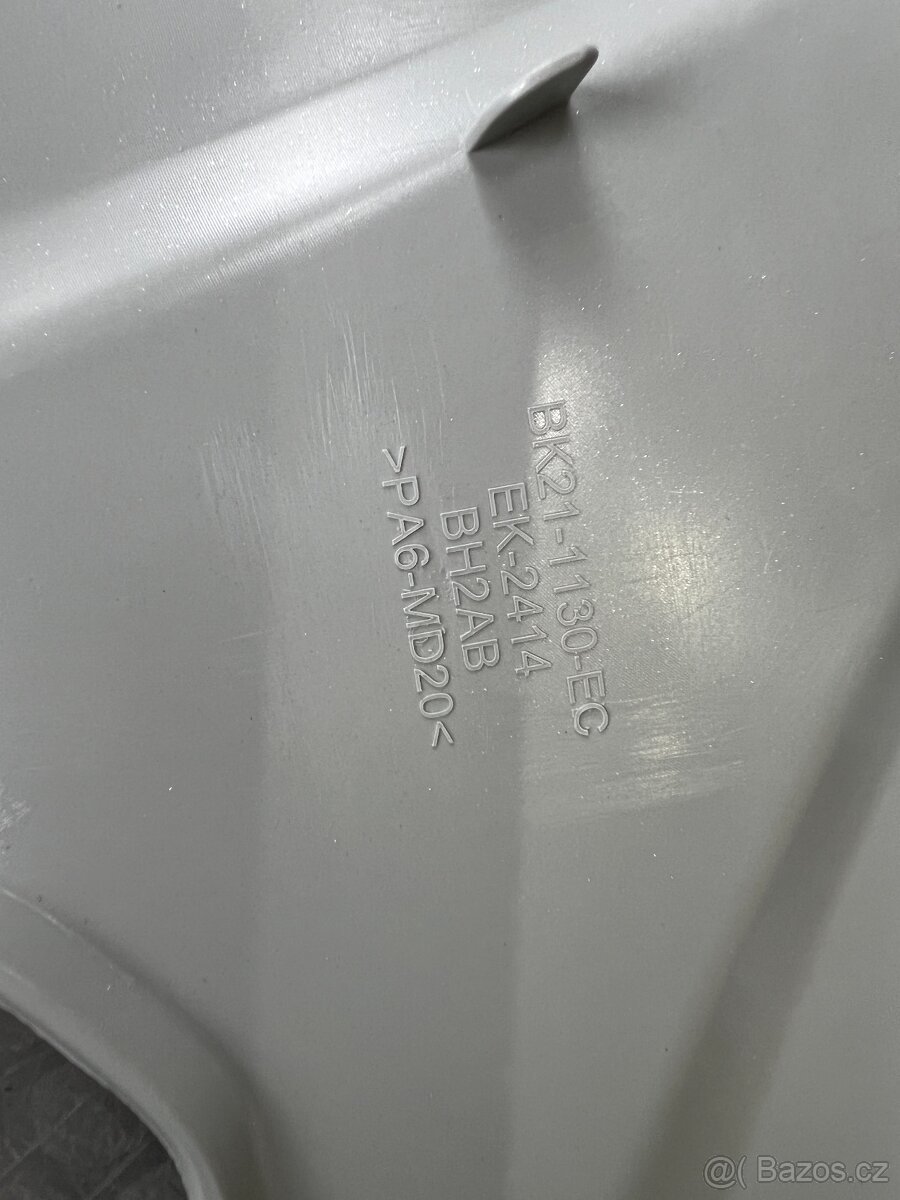 BK21-1130-EC
EK-2414
BH2AB
>PA6-MD20<
@( Bazos.cz